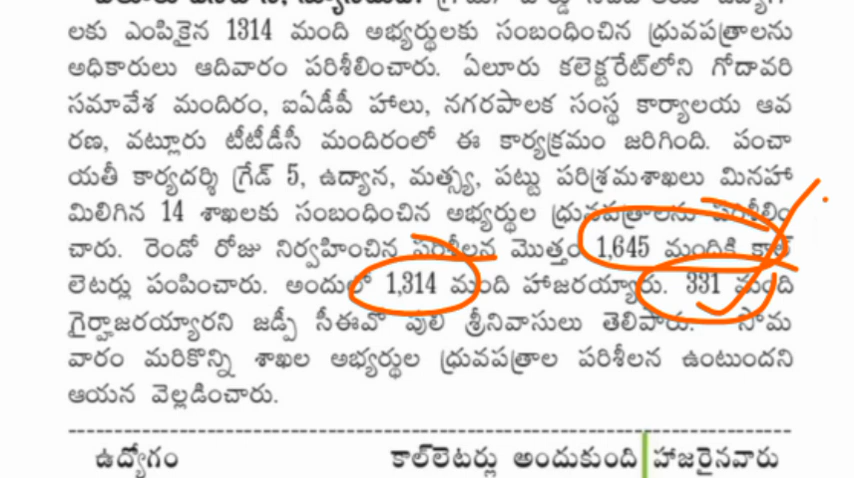 లకు ఎంపికైన 1314 మంది అభ్యర్థులకు సంబంధించిన ధ్రువపత్రాలను
అధికారులు ఆదివారం పరిశీలించారు. ఏలూరు కలెక్టరేట్‌లోని గోదావరి
సమావేశ మందిరం, ఐఏడీపీ హాలు, నగరపాలక సంస్థ కార్యాలయ ఆవ
రణ, వట్లూరు టీటీడీసీ మందిరంలో ఈ కార్యక్రమం జరిగింది. పంచా
యతీ కార్యదర్శి గ్రేడ్ 5, ఉద్యాన, మత్స్య, పట్టు పరిశ్రమశాఖలు మినహా
మిలిగిన 14 శాఖలకు సంబంధించిన అభ్యర్థుల ధ్రువపత్రాలను పరిశీలిం
చారు. రెండో రోజు నిర్వహించిన పరిశీలన మొత్తం 1,645 మందికి కాల్
లెటర్లు పంపించారు. అందులో 1,314 మంది హాజరయ్యారు. 331 మంది
గైర్హాజరయ్యారని జడ్పీ సీఈవో పులి శ్రీనివాసులు తెలిపారు. సోమ
వారం మరికొన్ని శాఖల అభ్యర్థుల ధ్రువపత్రాల పరిశీలన ఉంటుందని
ఆయన వెల్లడించారు.
ఉద్యోగం కాల్‌లెటర్లు అందుకుంది హాజరైనవారు